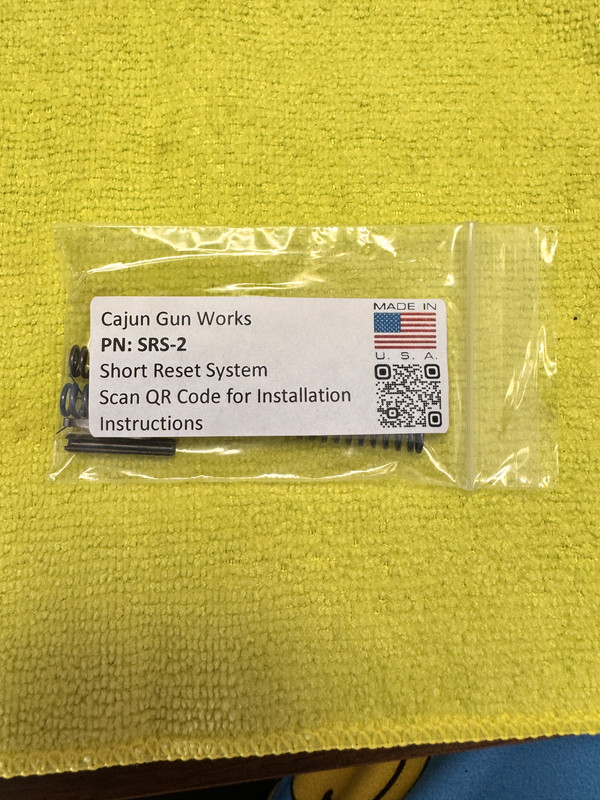 Cajun Gun Works
PN: SRS-2
Short Reset System
Scan QR Code for Installation
Instructions
MADE IN
U. S. A.